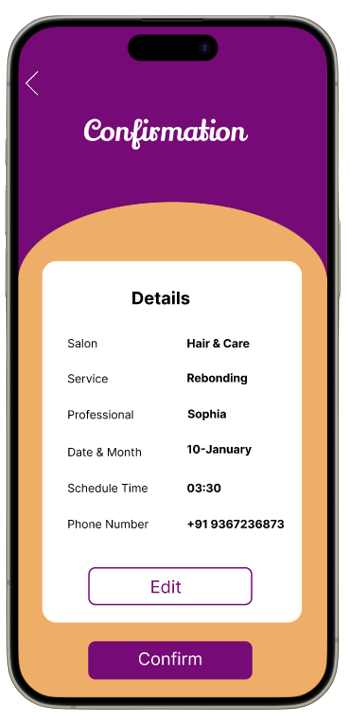 Confirmation
Details
Salon Hair & Care
Service Rebonding
Professional Sophia
Date & Month 10-January
Schedule Time 03:30
Phone Number +91 9367236873
Edit
Confirm